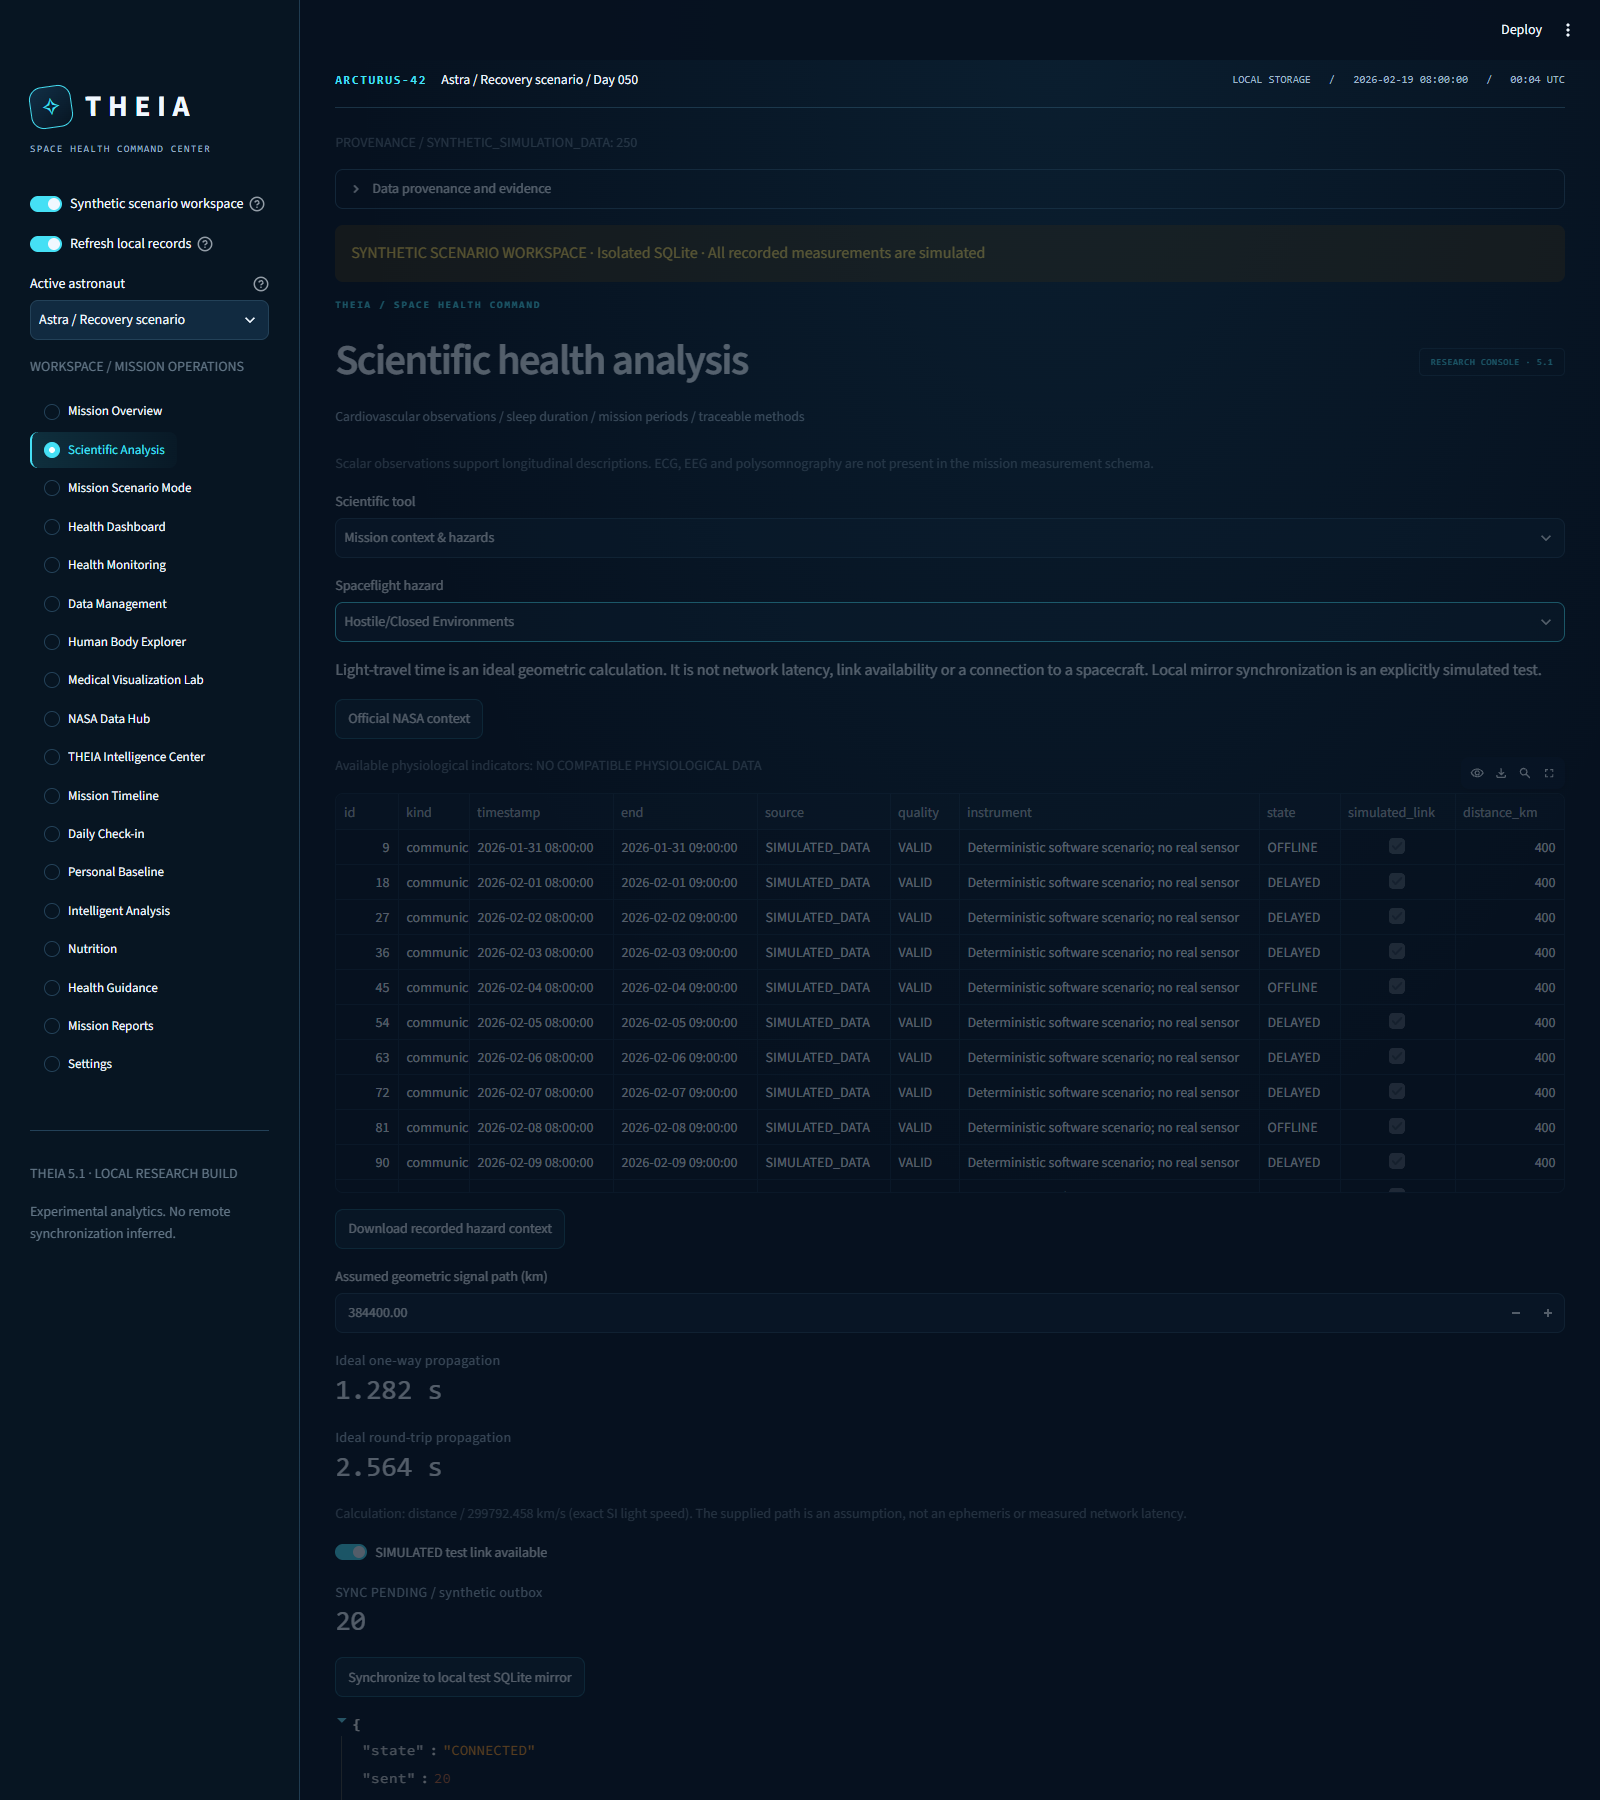 Deploy
ARCTURUS-42 Astra / Recovery scenario / Day 050
LOCAL STORAGE / 2026-02-19 08:00:00 / 00:04 UTC
THEIA
SPACE HEALTH COMMAND CENTER
Synthetic scenario workspace
Refresh local records
Active astronaut
Astra / Recovery scenario
WORKSPACE / MISSION OPERATIONS
Mission Overview
Scientific Analysis
Mission Scenario Mode
Health Dashboard
Health Monitoring
Data Management
Human Body Explorer
Medical Visualization Lab
NASA Data Hub
THEIA Intelligence Center
Mission Timeline
Daily Check-in
Personal Baseline
Intelligent Analysis
Nutrition
Health Guidance
Mission Reports
Settings
THEIA 5.1 · LOCAL RESEARCH BUILD
Experimental analytics. No remote
synchronization inferred.
PROVENANCE / SYNTHETIC_SIMULATION_DATA: 250
Data provenance and evidence
SYNTHETIC SCENARIO WORKSPACE · Isolated SQLite · All recorded measurements are simulated
THEIA / SPACE HEALTH COMMAND
Scientific health analysis
RESEARCH CONSOLE · 5.1
Cardiovascular observations / sleep duration / mission periods / traceable methods
Scalar observations support longitudinal descriptions. ECG, EEG and polysomnography are not present in the mission measurement schema.
Scientific tool
Mission context & hazards
Spaceflight hazard
Hostile/Closed Environments
Light-travel time is an ideal geometric calculation. It is not network latency, link availability or a connection to a spacecraft. Local mirror synchronization is an explicitly simulated test.
Official NASA context
Available physiological indicators: NO COMPATIBLE PHYSIOLOGICAL DATA
id kind timestamp end source quality instrument state simulated_link distance_km
9 communic 2026-01-31 08:00:00 2026-01-31 09:00:00 SIMULATED_DATA VALID Deterministic software scenario; no real sensor OFFLINE 400
18 communic 2026-02-01 08:00:00 2026-02-01 09:00:00 SIMULATED_DATA VALID Deterministic software scenario; no real sensor DELAYED 400
27 communic 2026-02-02 08:00:00 2026-02-02 09:00:00 SIMULATED_DATA VALID Deterministic software scenario; no real sensor DELAYED 400
36 communic 2026-02-03 08:00:00 2026-02-03 09:00:00 SIMULATED_DATA VALID Deterministic software scenario; no real sensor DELAYED 400
45 communic 2026-02-04 08:00:00 2026-02-04 09:00:00 SIMULATED_DATA VALID Deterministic software scenario; no real sensor OFFLINE 400
54 communic 2026-02-05 08:00:00 2026-02-05 09:00:00 SIMULATED_DATA VALID Deterministic software scenario; no real sensor DELAYED 400
63 communic 2026-02-06 08:00:00 2026-02-06 09:00:00 SIMULATED_DATA VALID Deterministic software scenario; no real sensor DELAYED 400
72 communic 2026-02-07 08:00:00 2026-02-07 09:00:00 SIMULATED_DATA VALID Deterministic software scenario; no real sensor DELAYED 400
81 communic 2026-02-08 08:00:00 2026-02-08 09:00:00 SIMULATED_DATA VALID Deterministic software scenario; no real sensor OFFLINE 400
90 communic 2026-02-09 08:00:00 2026-02-09 09:00:00 SIMULATED_DATA VALID Deterministic software scenario; no real sensor DELAYED 400
Download recorded hazard context
Assumed geometric signal path (km)
384400.00
Ideal one-way propagation
1.282 s
Ideal round-trip propagation
2.564 s
Calculation: distance / 299792.458 km/s (exact SI light speed). The supplied path is an assumption, not an ephemeris or measured network latency.
SIMULATED test link available
SYNC PENDING / synthetic outbox
20
Synchronize to local test SQLite mirror
{
"state" : "CONNECTED"
"sent" : 20